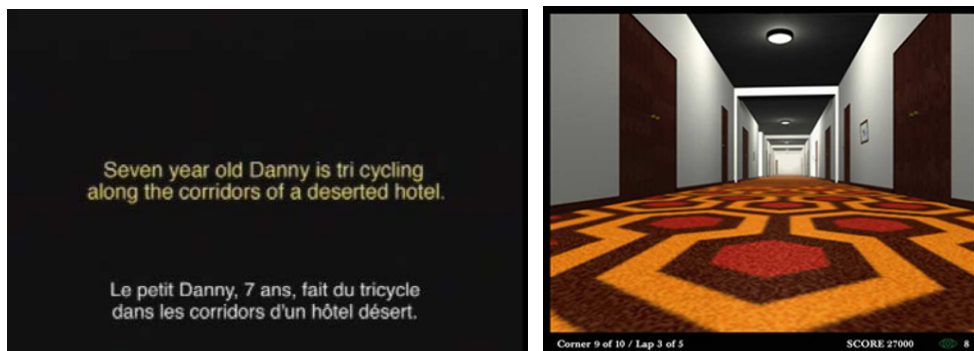 Seven year old Danny is tri cycling
along the corridors of a deserted hotel.
Le petit Danny, 7 ans, fait du tricycle
dans les corridors d'un hôtel désert.
Corner 9 of 10 / Lap 3 of 5
SCORE 27000
8